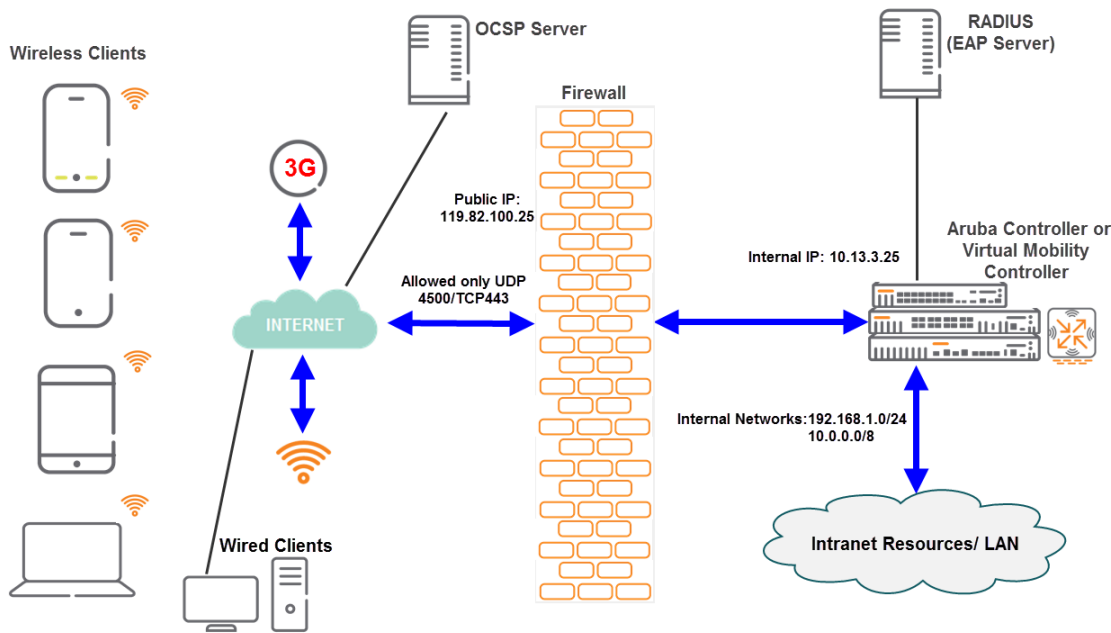 Wireless Clients
OCSP Server
RADIUS
(EAP Server)
Firewall
3G
Public IP:
119.82.100.25
Internal IP: 10.13.3.25
Aruba Controller or
Virtual Mobility
Controller
Allowed only UDP
4500/TCP443
INTERNET
Internal Networks:192.168.1.0/24
10.0.0.0/8
Wired Clients
Intranet Resources/ LAN